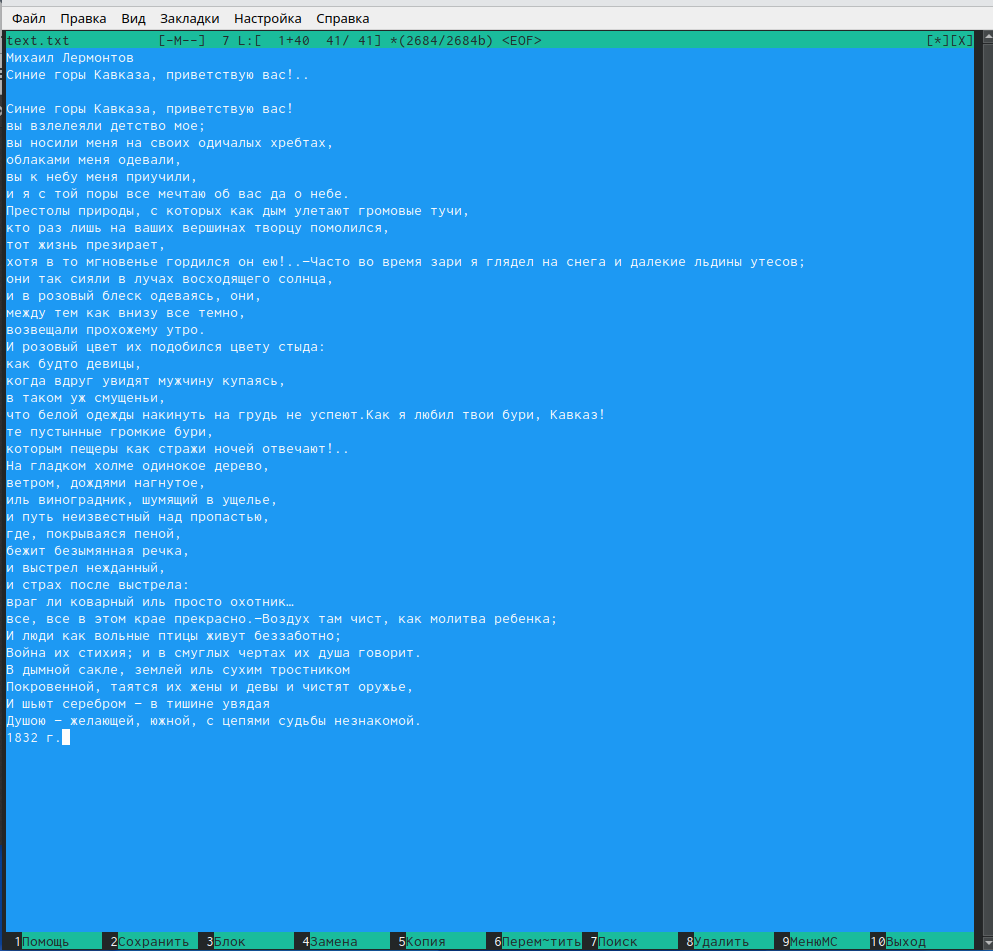 Файл Правка Вид Закладки Настройка Справка
text.txt [-M--] 7 L:[ 1+40 41/ 41] *(2684/2684b) <EOF> [*][X]
Михаил Лермонтов
Синие горы Кавказа, приветствую вас!..
Синие горы Кавказа, приветствую вас!
вы взлелеяли детство мое;
вы носили меня на своих одичалых хребтах,
облаками меня одевали,
вы к небу меня приучили,
и я с той поры все мечтаю об вас да о небе.
Престолы природы, с которых как дым улетают громовые тучи,
кто раз лишь на ваших вершинах творцу помолился,
тот жизнь презирает,
хотя в то мгновенье гордился он ею!..–Часто во время зари я глядел на снега и далекие льдины утесов;
они так сияли в лучах восходящего солнца,
и в розовый блеск одеваясь, они,
между тем как внизу все темно,
возвещали прохожему утро.
И розовый цвет их подобился цвету стыда:
как будто девицы,
когда вдруг увидят мужчину купаясь,
в таком уж смущеньи,
что белой одежды накинуть на грудь не успеют.Как я любил твои бури, Кавказ!
те пустынные громкие бури,
которым пещеры как стражи ночей отвечают!..
На гладком холме одинокое дерево,
ветром, дождями нагнутое,
иль виноградник, шумящий в ущелье,
и путь неизвестный над пропастью,
где, покрываяся пеной,
бежит безымянная речка,
и выстрел нежданный,
и страх после выстрела:
враг ли коварный иль просто охотник…
все, все в этом крае прекрасно.–Воздух там чист, как молитва ребенка;
И люди как вольные птицы живут беззаботно;
Война их стихия; и в смуглых чертах их душа говорит.
В дымной сакле, землей иль сухим тростником
Покровенной, таятся их жены и девы и чистят оружье,
И шьют серебром – в тишине увядая
Душою – желающей, южной, с цепями судьбы незнакомой.
1832 г.
1Помощь 2Сохранить 3Блок 4Замена 5Копия 6Перем~тить 7Поиск 8Удалить 9МенюMC 10Выход